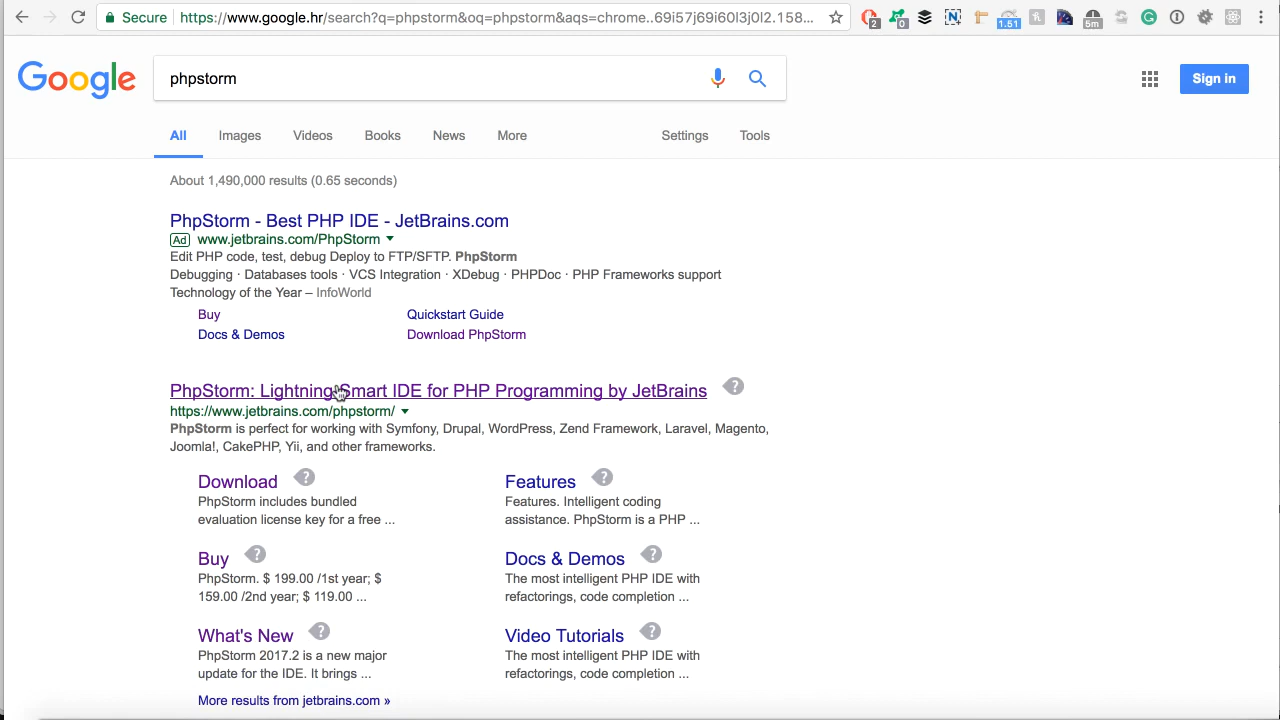 Secure https://www.google.hr/search?q=phpstorm&oq=phpstorm&aqs=chrome..69i57j69i60l3j0l2.158... 2 0 1.51 5m
Google phpstorm Sign in
All Images Videos Books News More Settings Tools
About 1,490,000 results (0.65 seconds)
PhpStorm - Best PHP IDE - JetBrains.com
Ad www.jetbrains.com/PhpStorm
Edit PHP code, test, debug Deploy to FTP/SFTP. PhpStorm
Debugging · Databases tools · VCS Integration · XDebug · PHPDoc · PHP Frameworks support
Technology of the Year – InfoWorld
Buy Quickstart Guide
Docs & Demos Download PhpStorm
PhpStorm: Lightning-Smart IDE for PHP Programming by JetBrains ?
https://www.jetbrains.com/phpstorm/
PhpStorm is perfect for working with Symfony, Drupal, WordPress, Zend Framework, Laravel, Magento,
Joomla!, CakePHP, Yii, and other frameworks.
Download ? Features ?
PhpStorm includes bundled Features. Intelligent coding
evaluation license key for a free ... assistance. PhpStorm is a PHP ...
Buy ? Docs & Demos ?
PhpStorm. $ 199.00 /1st year; $ The most intelligent PHP IDE with
159.00 /2nd year; $ 119.00 ... refactorings, code completion ...
What's New ? Video Tutorials ?
PhpStorm 2017.2 is a new major The most intelligent PHP IDE with
update for the IDE. It brings ... refactorings, code completion ...
More results from jetbrains.com »